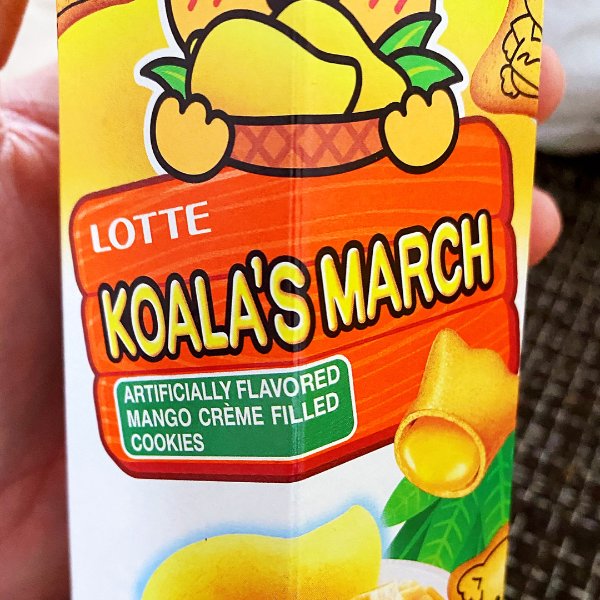 LOTTE
KOALA'S MARCH
ARTIFICIALLY FLAVORED
MANGO CRÈME FILLED
COOKIES